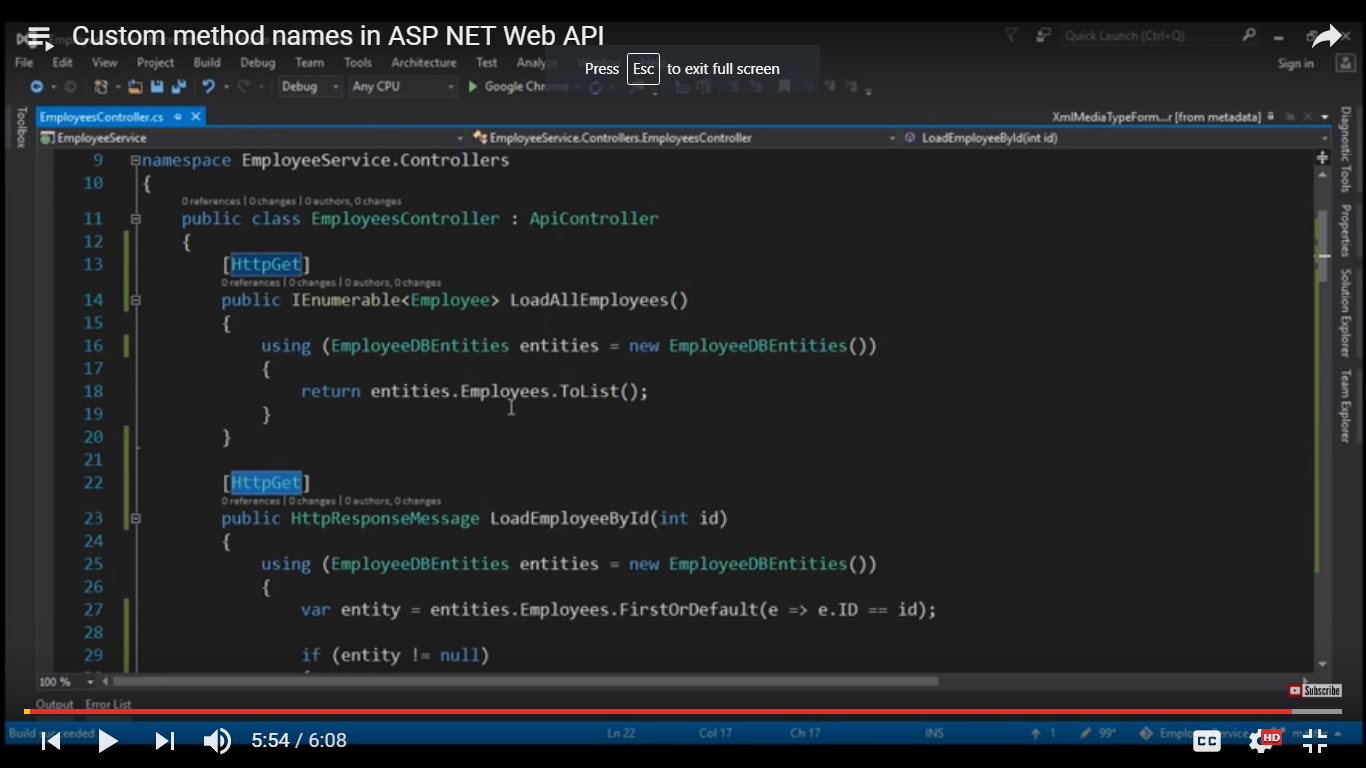 Custom method names in ASP NET Web API
Quick Launch (Ctrl+Q)
File Edit View Project Build Debug Team Tools Architecture Test Analyze
Sign in
Press Esc to exit full screen
Debug Any CPU Google Chrome
EmployeesController.cs
XmlMediaTypeForm...r [from metadata]
EmployeeService
EmployeeService.Controllers.EmployeesController
LoadEmployeeById(int id)
Toolbox
Diagnostic Tools
Properties
Solution Explorer
Team Explorer
9 namespace EmployeeService.Controllers
10 {
0 references | 0 changes | 0 authors, 0 changes
11 public class EmployeesController : ApiController
12 {
13 [HttpGet]
0 references | 0 changes | 0 authors, 0 changes
14 public IEnumerable<Employee> LoadAllEmployees()
15 {
16 using (EmployeeDBEntities entities = new EmployeeDBEntities())
17 {
18 return entities.Employees.ToList();
19 }
20 }
21
22 [HttpGet]
0 references | 0 changes | 0 authors, 0 changes
23 public HttpResponseMessage LoadEmployeeById(int id)
24 {
25 using (EmployeeDBEntities entities = new EmployeeDBEntities())
26 {
27 var entity = entities.Employees.FirstOrDefault(e => e.ID == id);
28
29 if (entity != null)
100 %
Subscribe
Output Error List
Build succeeded
Ln 22 Col 17 Ch 17 INS 1 99*
5:54 / 6:08
CC HD